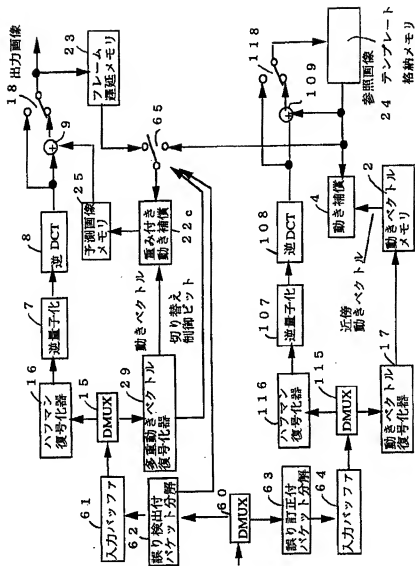 18 出力画像
23
フレーム
遅延メモリ
9
65
25
予測画像メモリ
22c
重み付き動き補償
8
逆DCT
7
逆量子化
16
ハフマン
復号化器
15
DMUX
29
多重動きベクトル
復号化器
動きベクトル
切り替え
制御ビット
61
入力バッファ
62
誤り検出付
パケット分解
60
DMUX
63
誤り訂正付
パケット分解
64
入力バッファ
118
109
参照画像
24 テンプレート
格納メモリ
108
逆DCT
107
逆量子化
116
ハフマン
復号化器
115
DMUX
17
動きベクトル
復号化器
4
動き補償
2
動きベクトル
メモリ
近傍
動きベクトル